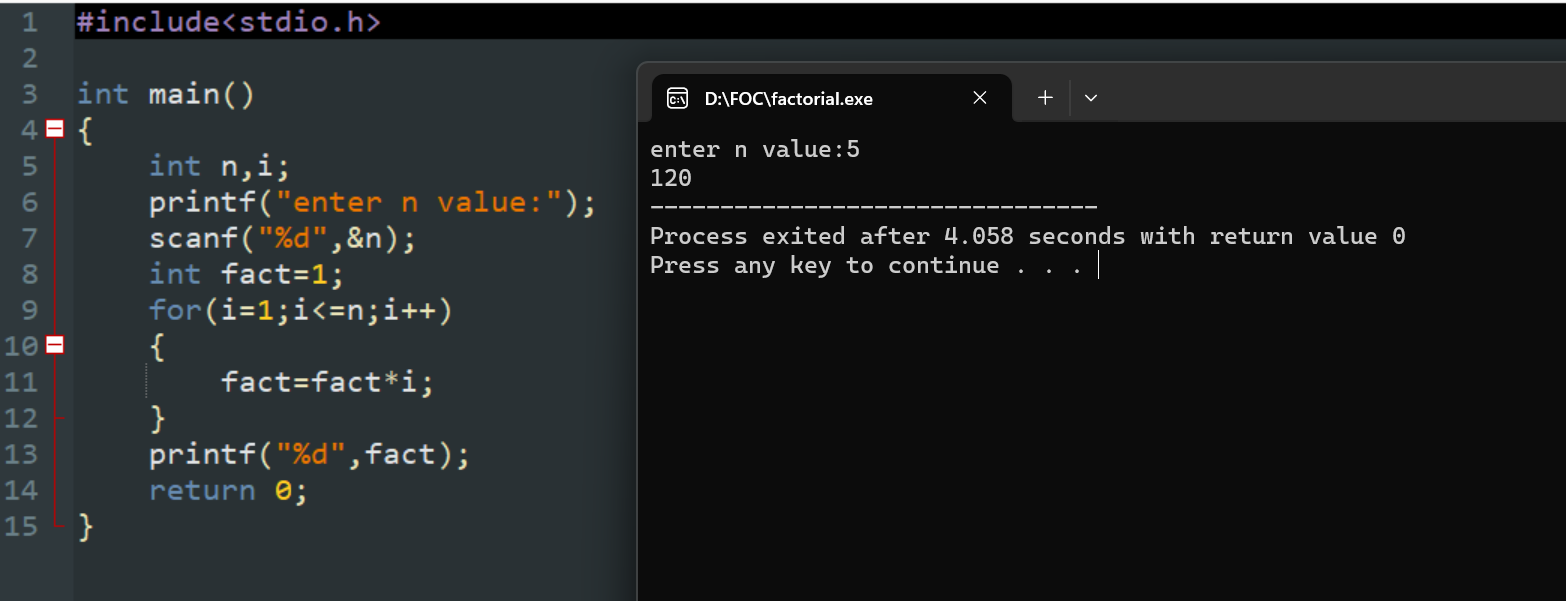 1 #include<stdio.h>
2
3 int main()
4 {
5 int n,i;
6 printf("enter n value:");
7 scanf("%d",&n);
8 int fact=1;
9 for(i=1;i<=n;i++)
10 {
11 fact=fact*i;
12 }
13 printf("%d",fact);
14 return 0;
15 }
D:\FOC\factorial.exe
enter n value:5
120
--------------------------------
Process exited after 4.058 seconds with return value 0
Press any key to continue . . .